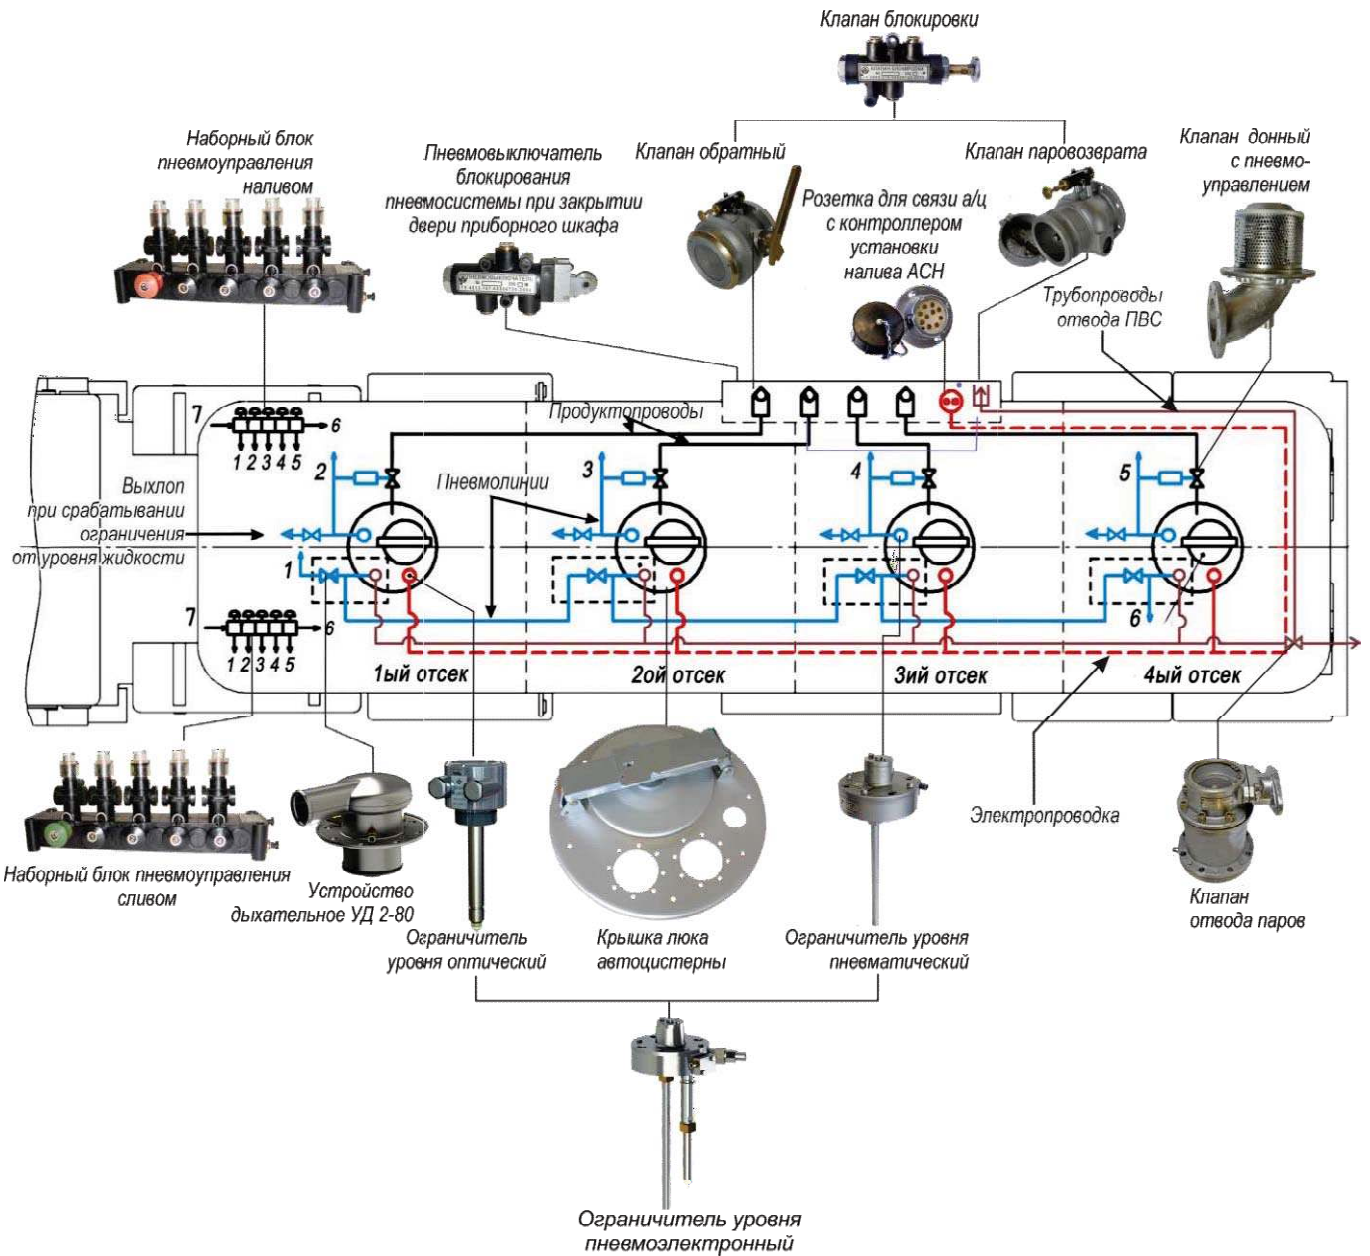 Клапан блокировки
Наборный блок
пневмоуправления
наливом
Пневмовыключатель
блокирования
пневмосистемы при закрытии
двери приборного шкафа
Клапан обратный
Розетка для связи а/ц
с контроллером
установки
налива АСН
Клапан паровозврата
Клапан донный
с пневмо-
управлением
Трубопроводы
отвода ПВС
ПНЕВМОВЫКЛЮЧАТЕЛЬ
7
6
1 2 3 4 5
Продуктопроводы
2
3
4
5
Выхлоп
при срабатывании
ограничения
от уровня жидкости
Пневмолинии
1
6
7
6
1 2 3 4 5
1ый отсек
2ой отсек
3ий отсек
4ый отсек
Электропроводка
Наборный блок пневмоуправления
сливом
Устройство
дыхательное УД 2-80
Ограничитель
уровня оптический
Крышка люка
автоцистерны
Ограничитель уровня
пневматический
Клапан
отвода паров
Ограничитель уровня
пневмоэлектронный